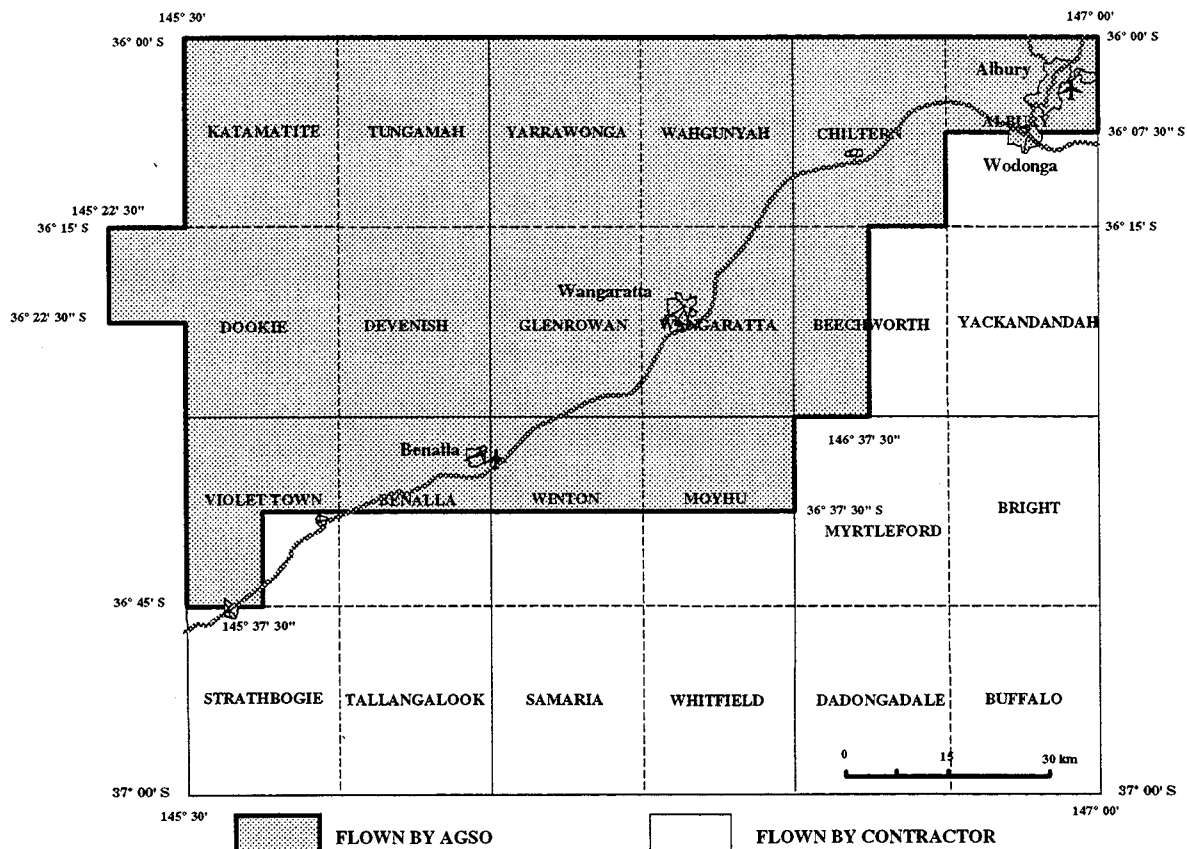 145° 30'
147° 00'
36° 00' S
36° 00' S
Albury
KATAMATITE
TUNGAMAH
YARRAWONGA
WAHGUNYAH
CHILTERN
ALBURY
36° 07' 30" S
Wodonga
145° 22' 30"
36° 15' S
36° 15' S
Wangaratta
36° 22' 30" S
DOOKIE
DEVENISH
GLENROWAN
WANGARATTA
BEECHWORTH
YACKANDANDAH
146° 37' 30"
Benalla
VIOLET TOWN
BENALLA
WINTON
MOYHU
36° 37' 30" S
MYRTLEFORD
BRIGHT
36° 45' S
145° 37' 30"
STRATHBOGIE
TALLANGALOOK
SAMARIA
WHITFIELD
DADONGADALE
BUFFALO
0 15 30 km
37° 00' S
37° 00' S
145° 30'
147° 00'
FLOWN BY AGSO
FLOWN BY CONTRACTOR